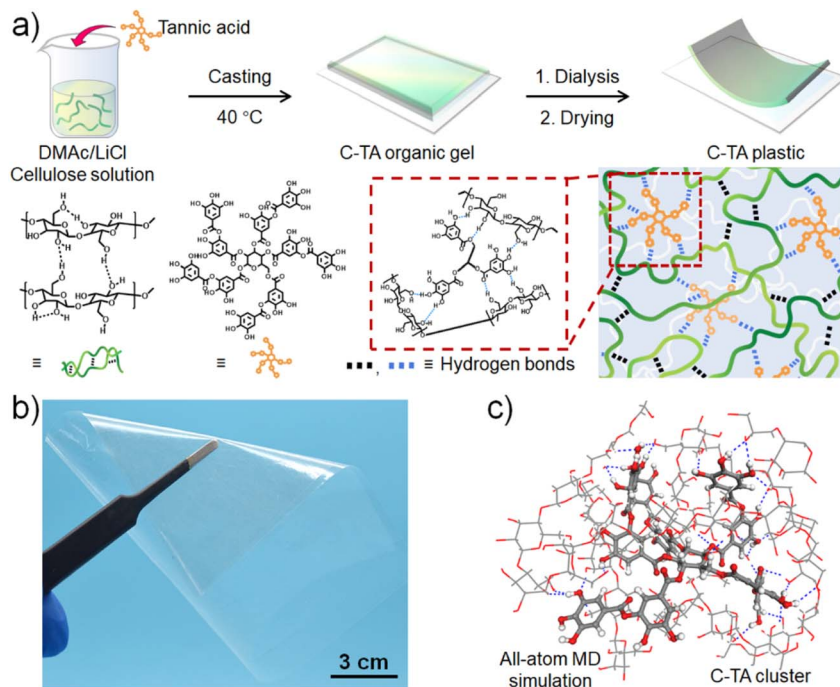 a)
Tannic acid
Casting
40 °C
1. Dialysis
2. Drying
DMAc/LiCl
Cellulose solution
C-TA organic gel
C-TA plastic
≡
≡
, ≡ Hydrogen bonds
b)
3 cm
c)
All-atom MD
simulation
C-TA cluster